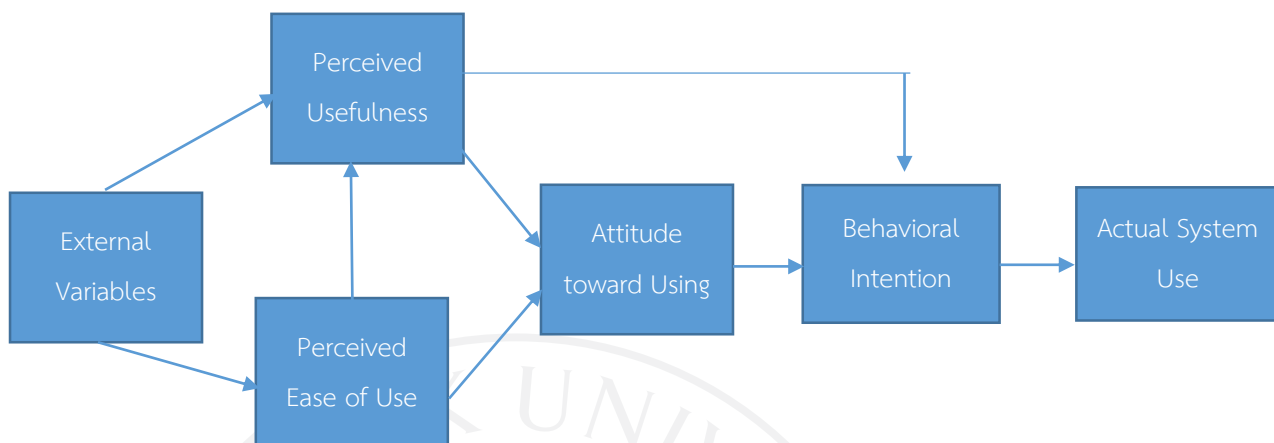 Perceived
Usefulness
External
Variables
Perceived
Ease of Use
Attitude
toward Using
Behavioral
Intention
Actual System
Use